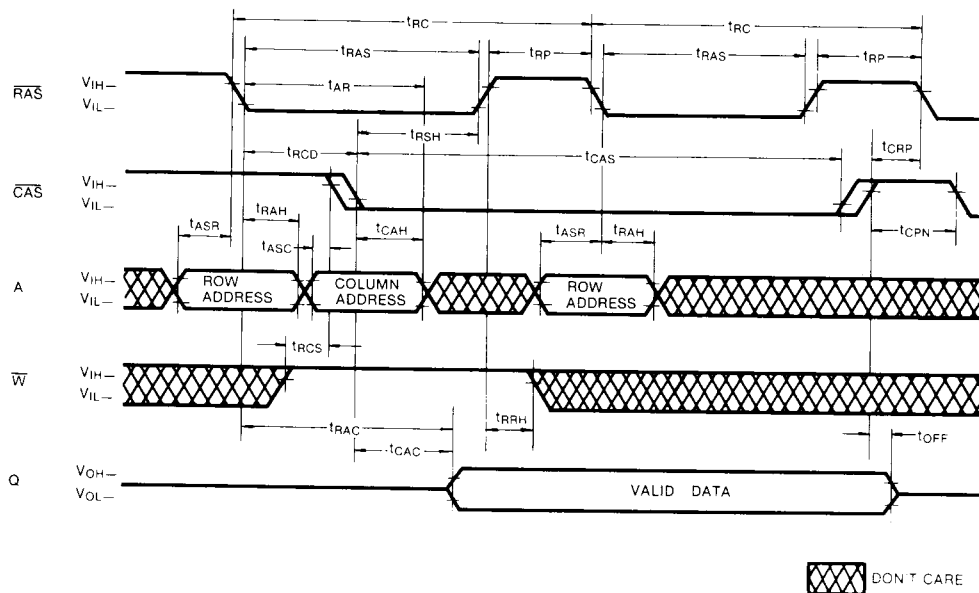 tRC tRC
tRAS tRP tRAS tRP
RAS VIH VIL tAR
tRSH
tRCD tCAS tCRP
CAS VIH VIL
tASR tRAH tASC tCAH tASR tRAH tCPN
A VIH VIL ROW ADDRESS COLUMN ADDRESS ROW ADDRESS
tRCS
W VIH VIL
tRAC tRRH tOFF
tCAC
Q VOH VOL VALID DATA
DON'T CARE